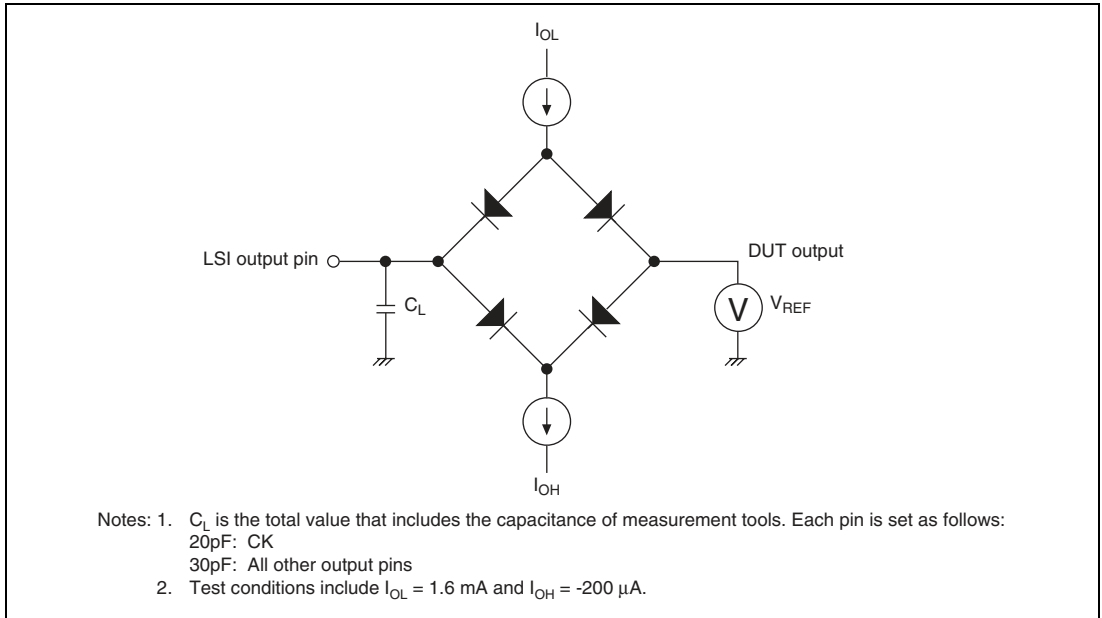 I_OL
LSI output pin
C_L
DUT output
V
V_REF
I_OH
Notes: 1. C_L is the total value that includes the capacitance of measurement tools. Each pin is set as follows:
20pF: CK
30pF: All other output pins
2. Test conditions include I_OL = 1.6 mA and I_OH = -200 μA.